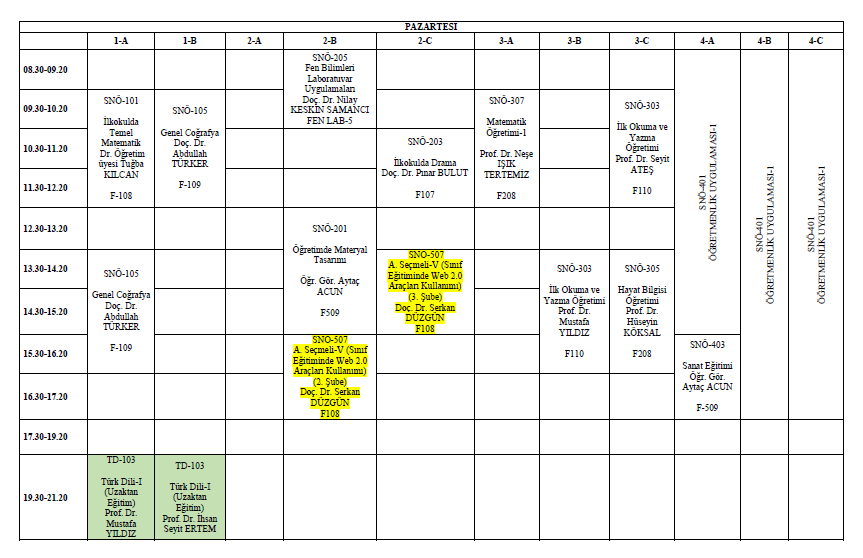 PAZARTESİ
1-A 1-B 2-A 2-B 2-C 3-A 3-B 3-C 4-A 4-B 4-C
08.30-09.20
SNÖ-205
Fen Bilimleri
Laboratuvar
Uygulamaları
Doç. Dr. Nilay
KESKİN SAMANCI
FEN LAB-5
09.30-10.20
10.30-11.20
11.30-12.20
SNÖ-101
İlkokulda
Temel
Matematik
Dr. Öğretim
üyesi Tuğba
KILCAN
F-108
SNÖ-105
Genel Coğrafya
Doç. Dr.
Abdullah
TÜRKER
F-109
SNÖ-203
İlkokulda Drama
Doç. Dr. Pınar BULUT
F107
SNÖ-307
Matematik
Öğretimi-1
Prof. Dr. Neşe
IŞIK
TERTEMİZ
F208
SNÖ-303
İlk Okuma ve
Yazma
Öğretimi
Prof. Dr. Seyit
ATEŞ
F110
SNÖ-401
ÖĞRETMENLİK UYGULAMASI-1
SNÖ-401
ÖĞRETMENLİK UYGULAMASI-1
SNÖ-401
ÖĞRETMENLİK UYGULAMASI-1
12.30-13.20
13.30-14.20
14.30-15.20
SNÖ-105
Genel Coğrafya
Doç. Dr.
Abdullah
TÜRKER
F-109
SNÖ-201
Öğretimde Materyal
Tasarımı
Öğr. Gör. Aytaç
ACUN
F509
SNO-507
A. Seçmeli-V (Sınıf
Eğitiminde Web 2.0
Araçları Kullanımı)
(3. Şube)
Doç. Dr. Serkan
DÜZGÜN
F108
SNÖ-303
İlk Okuma ve
Yazma Öğretimi
Prof. Dr.
Mustafa
YILDIZ
F110
SNÖ-305
Hayat Bilgisi
Öğretimi
Prof. Dr.
Hüseyin
KÖKSAL
F208
15.30-16.20
16.30-17.20
SNO-507
A. Seçmeli-V (Sınıf
Eğitiminde Web 2.0
Araçları Kullanımı)
(2. Şube)
Doç. Dr. Serkan
DÜZGÜN
F108
SNÖ-403
Sanat Eğitimi
Öğr. Gör.
Aytaç ACUN
F-509
17.30-19.20
19.30-21.20
TD-103
Türk Dili-I
(Uzaktan
Eğitim)
Prof. Dr.
Mustafa
YILDIZ
TD-103
Türk Dili-I
(Uzaktan
Eğitim)
Prof. Dr. İhsan
Seyit ERTEM